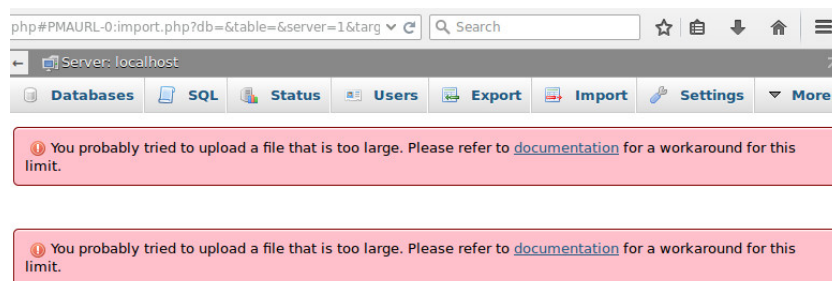 php#PMAURL-0:import.php?db=&table=&server=1&targ Search
Server: localhost
Databases SQL Status Users Export Import Settings More
You probably tried to upload a file that is too large. Please refer to documentation for a workaround for this
limit.
You probably tried to upload a file that is too large. Please refer to documentation for a workaround for this
limit.